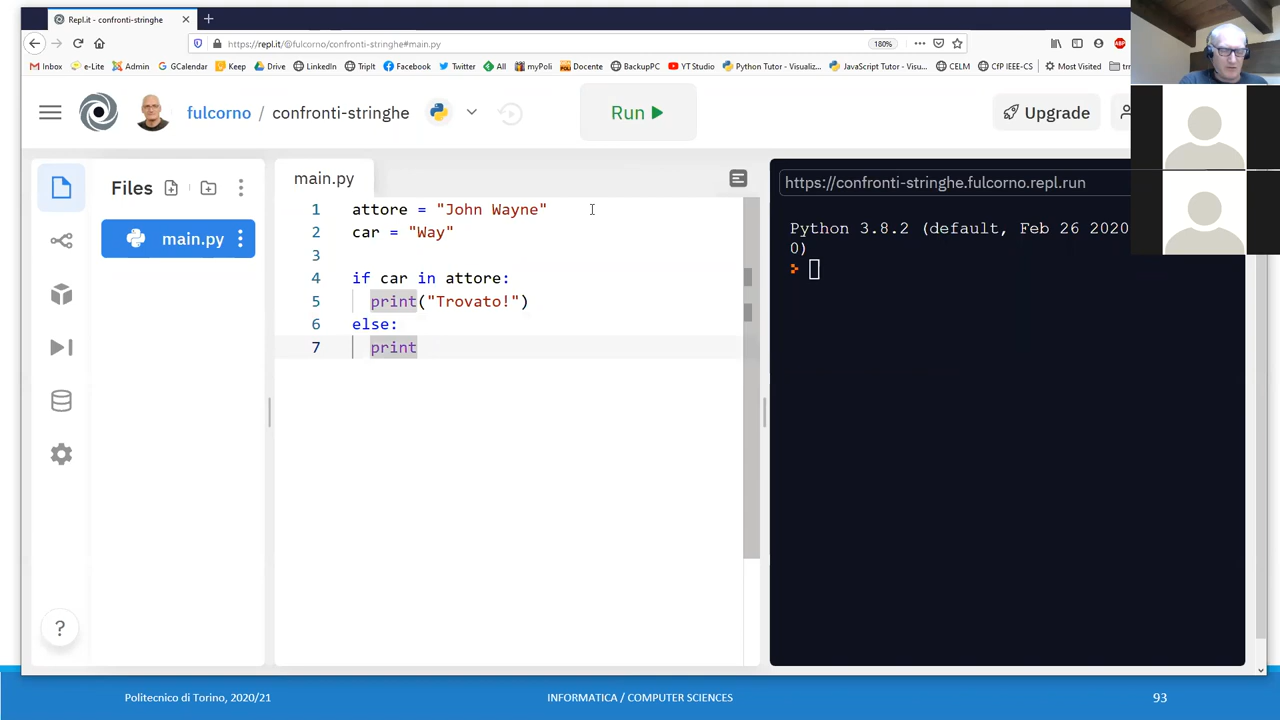 Repl.it - confronti-stringhe
https://repl.it/@fulcorno/confronti-stringhe#main.py
180%
Inbox e-Lite Admin GCalendar Keep Drive LinkedIn TripIt Facebook Twitter All myPoli Docente BackupPC YT Studio Python Tutor - Visualiz... JavaScript Tutor - Visu... CELM CfP IEEE-CS Most Visited
fulcorno / confronti-stringhe
Run
Upgrade
Files
main.py
main.py
1 attore = "John Wayne"
2 car = "Way"
3
4 if car in attore:
5 print("Trovato!")
6 else:
7 print
https://confronti-stringhe.fulcorno.repl.run
Python 3.8.2 (default, Feb 26 2020
0)
?
Politecnico di Torino, 2020/21
INFORMATICA / COMPUTER SCIENCES
93